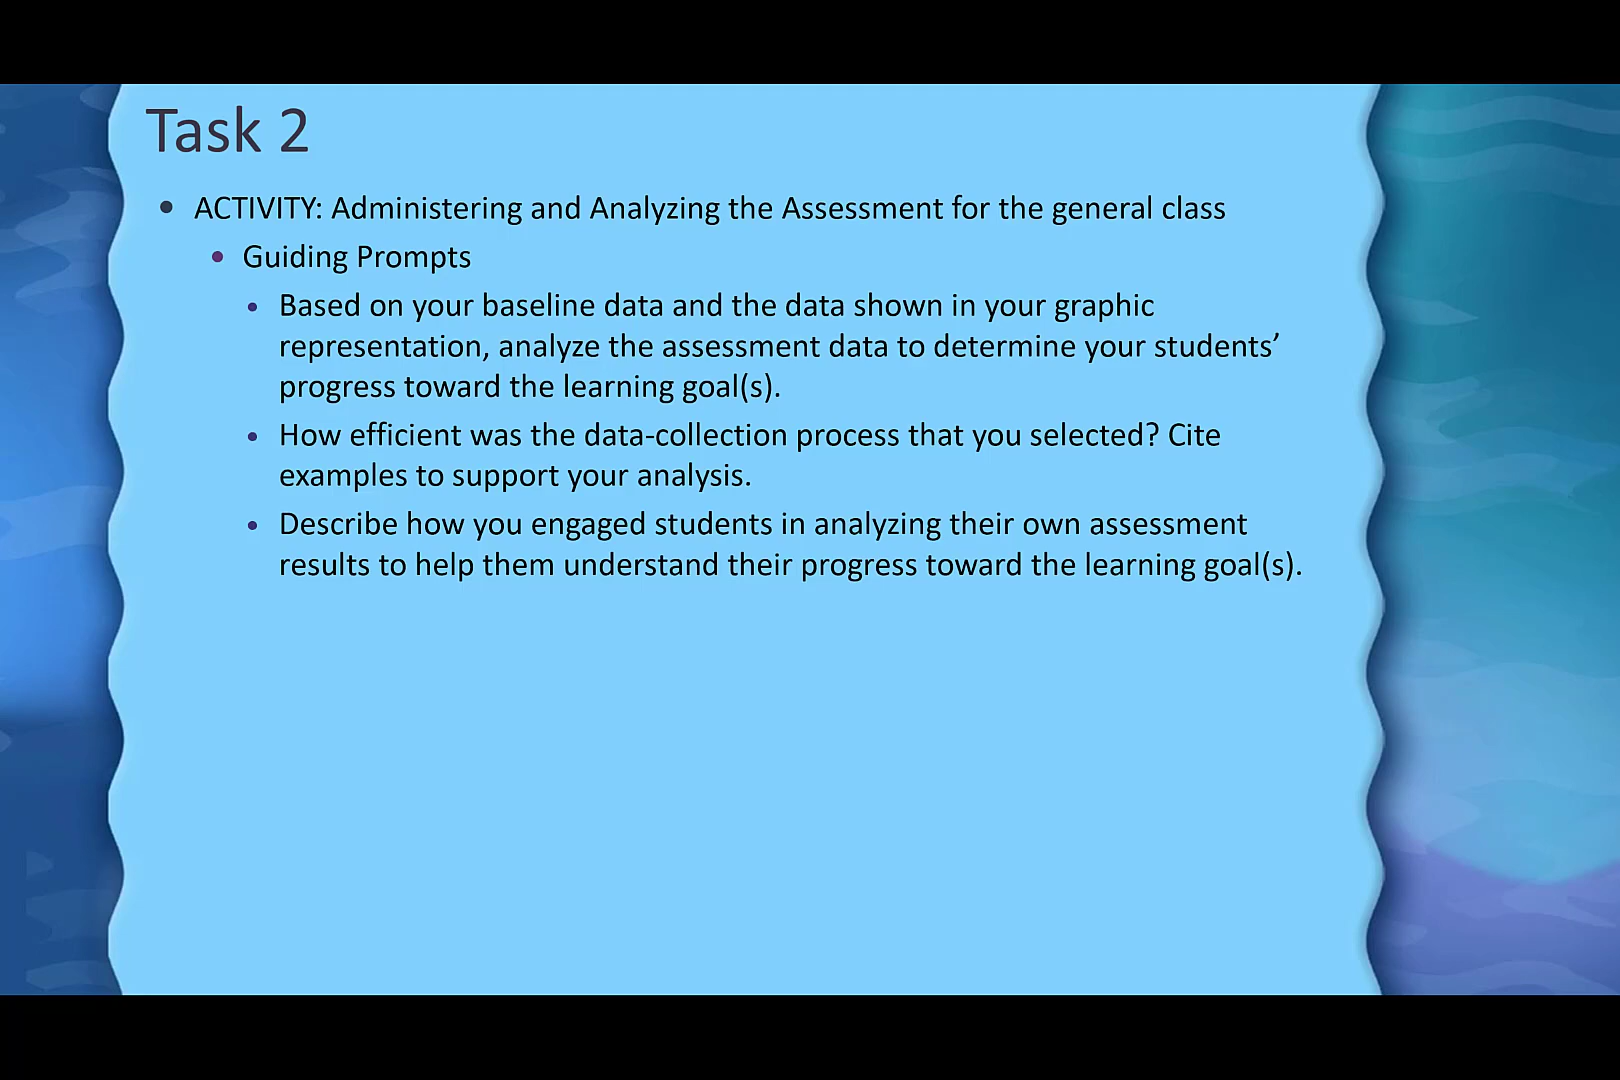 Task 2
ACTIVITY: Administering and Analyzing the Assessment for the general class
Guiding Prompts
Based on your baseline data and the data shown in your graphic
representation, analyze the assessment data to determine your students’
progress toward the learning goal(s).
How efficient was the data-collection process that you selected? Cite
examples to support your analysis.
Describe how you engaged students in analyzing their own assessment
results to help them understand their progress toward the learning goal(s).